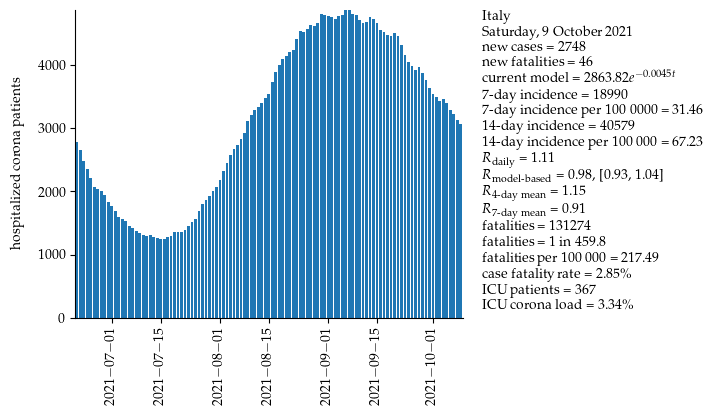 hospitalized corona patients
4000
3000
2000
1000
0
2021−07−01
2021−07−15
2021−08−01
2021−08−15
2021−09−01
2021−09−15
2021−10−01
Italy
Saturday, 9 October 2021
new cases = 2748
new fatalities = 46
current model = 2863.82e^{−0.0045t}
7-day incidence = 18990
7-day incidence per 100 0000 = 31.46
14-day incidence = 40579
14-day incidence per 100 000 = 67.23
R_daily = 1.11
R_model-based = 0.98, [0.93, 1.04]
R_4-day mean = 1.15
R_7-day mean = 0.91
fatalities = 131274
fatalities = 1 in 459.8
fatalities per 100 000 = 217.49
case fatality rate = 2.85%
ICU patients = 367
ICU corona load = 3.34%